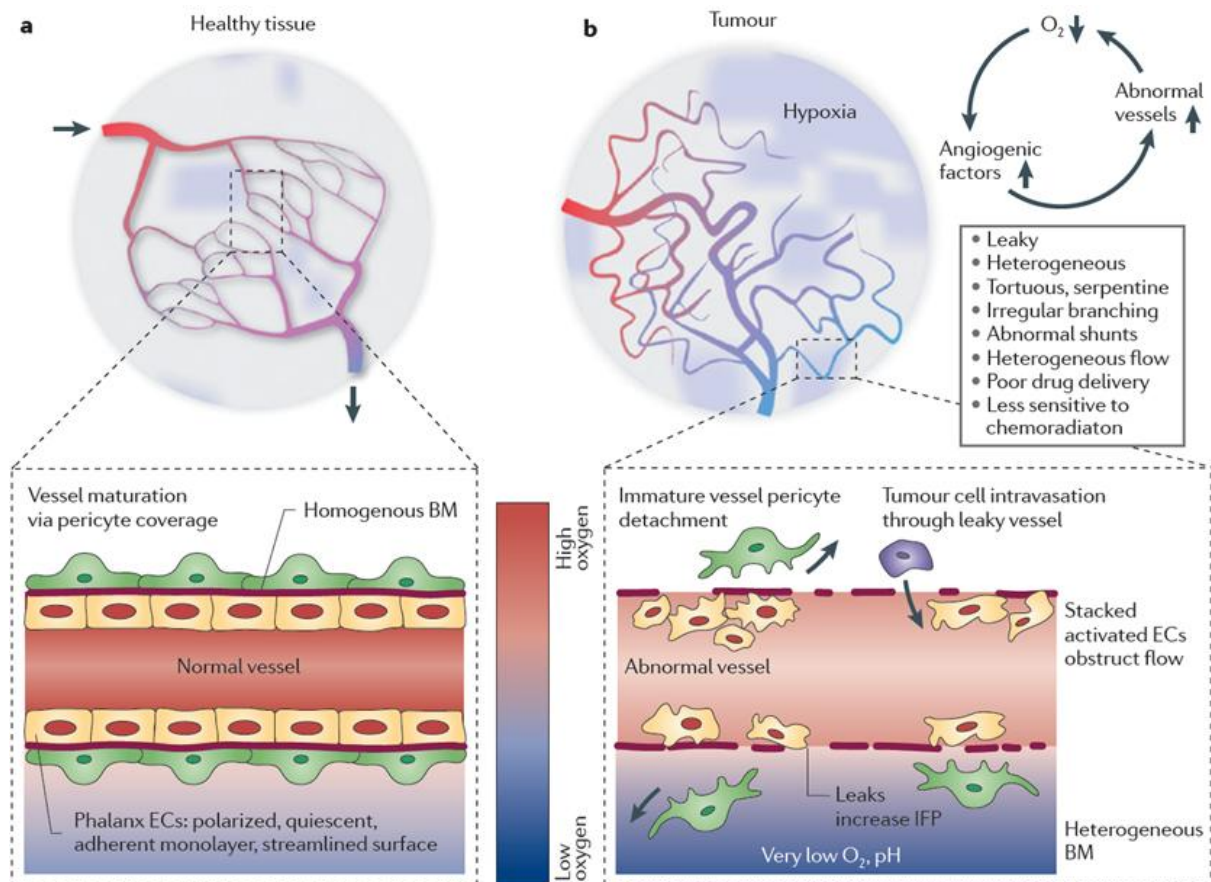 a
Healthy tissue
b
Tumour
Hypoxia
O₂
Abnormal
vessels
Angiogenic
factors
• Leaky
• Heterogeneous
• Tortuous, serpentine
• Irregular branching
• Abnormal shunts
• Heterogeneous flow
• Poor drug delivery
• Less sensitive to
chemoradiaton
Vessel maturation
via pericyte coverage
Homogenous BM
Normal vessel
Phalanx ECs: polarized, quiescent,
adherent monolayer, streamlined surface
High
oxygen
Low
oxygen
Immature vessel pericyte
detachment
Tumour cell intravasation
through leaky vessel
Abnormal vessel
Stacked
activated ECs
obstruct flow
Leaks
increase IFP
Very low O₂, pH
Heterogeneous
BM